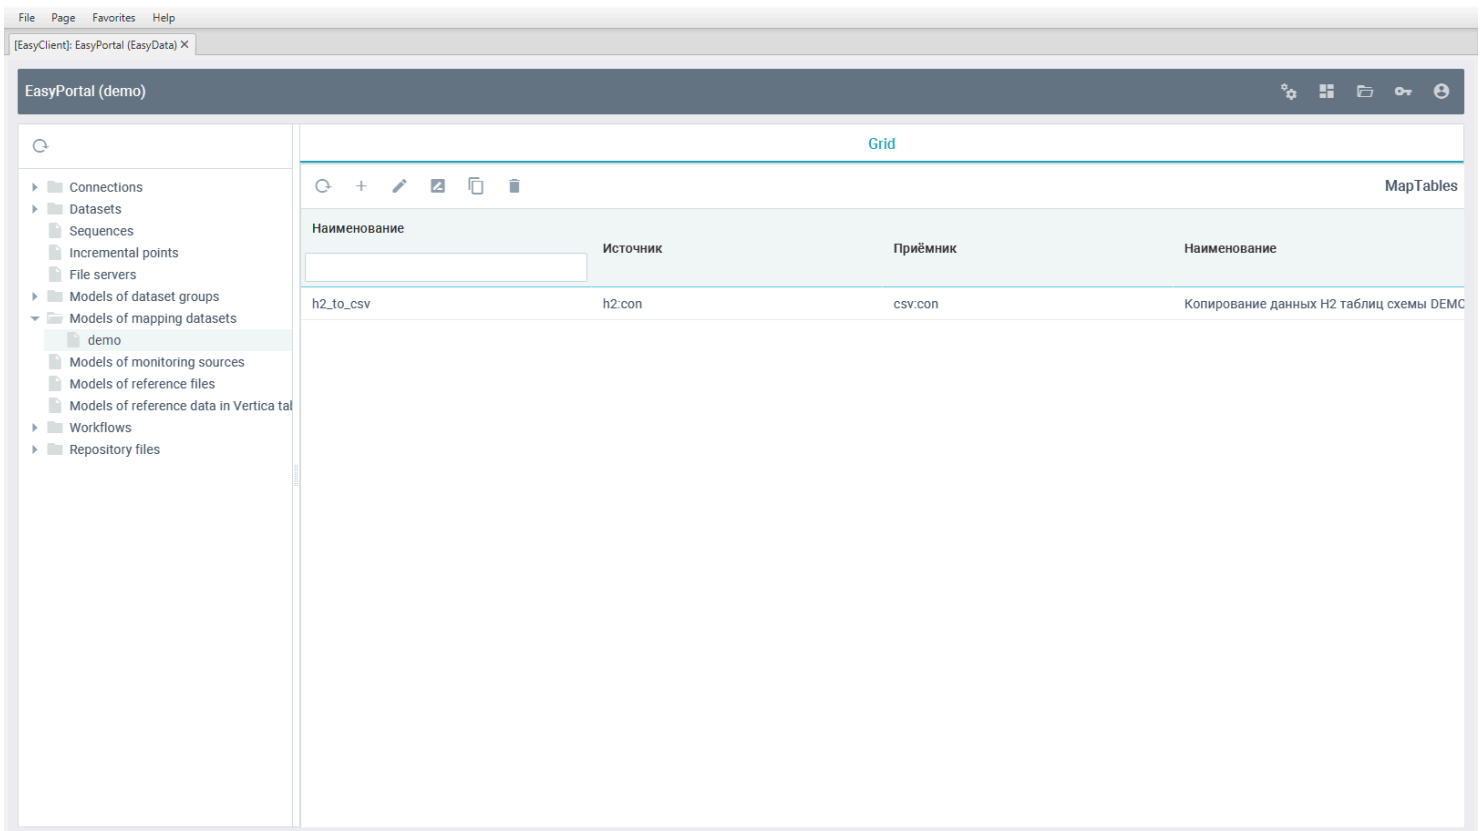 File Page Favorites Help
[EasyClient]: EasyPortal (EasyData)
EasyPortal (demo)
Grid
MapTables
Connections
Datasets
Sequences
Incremental points
File servers
Models of dataset groups
Models of mapping datasets
demo
Models of monitoring sources
Models of reference files
Models of reference data in Vertica tal
Workflows
Repository files
Наименование Источник Приёмник Наименование
h2_to_csv h2:con csv:con Копирование данных H2 таблиц схемы DEMO